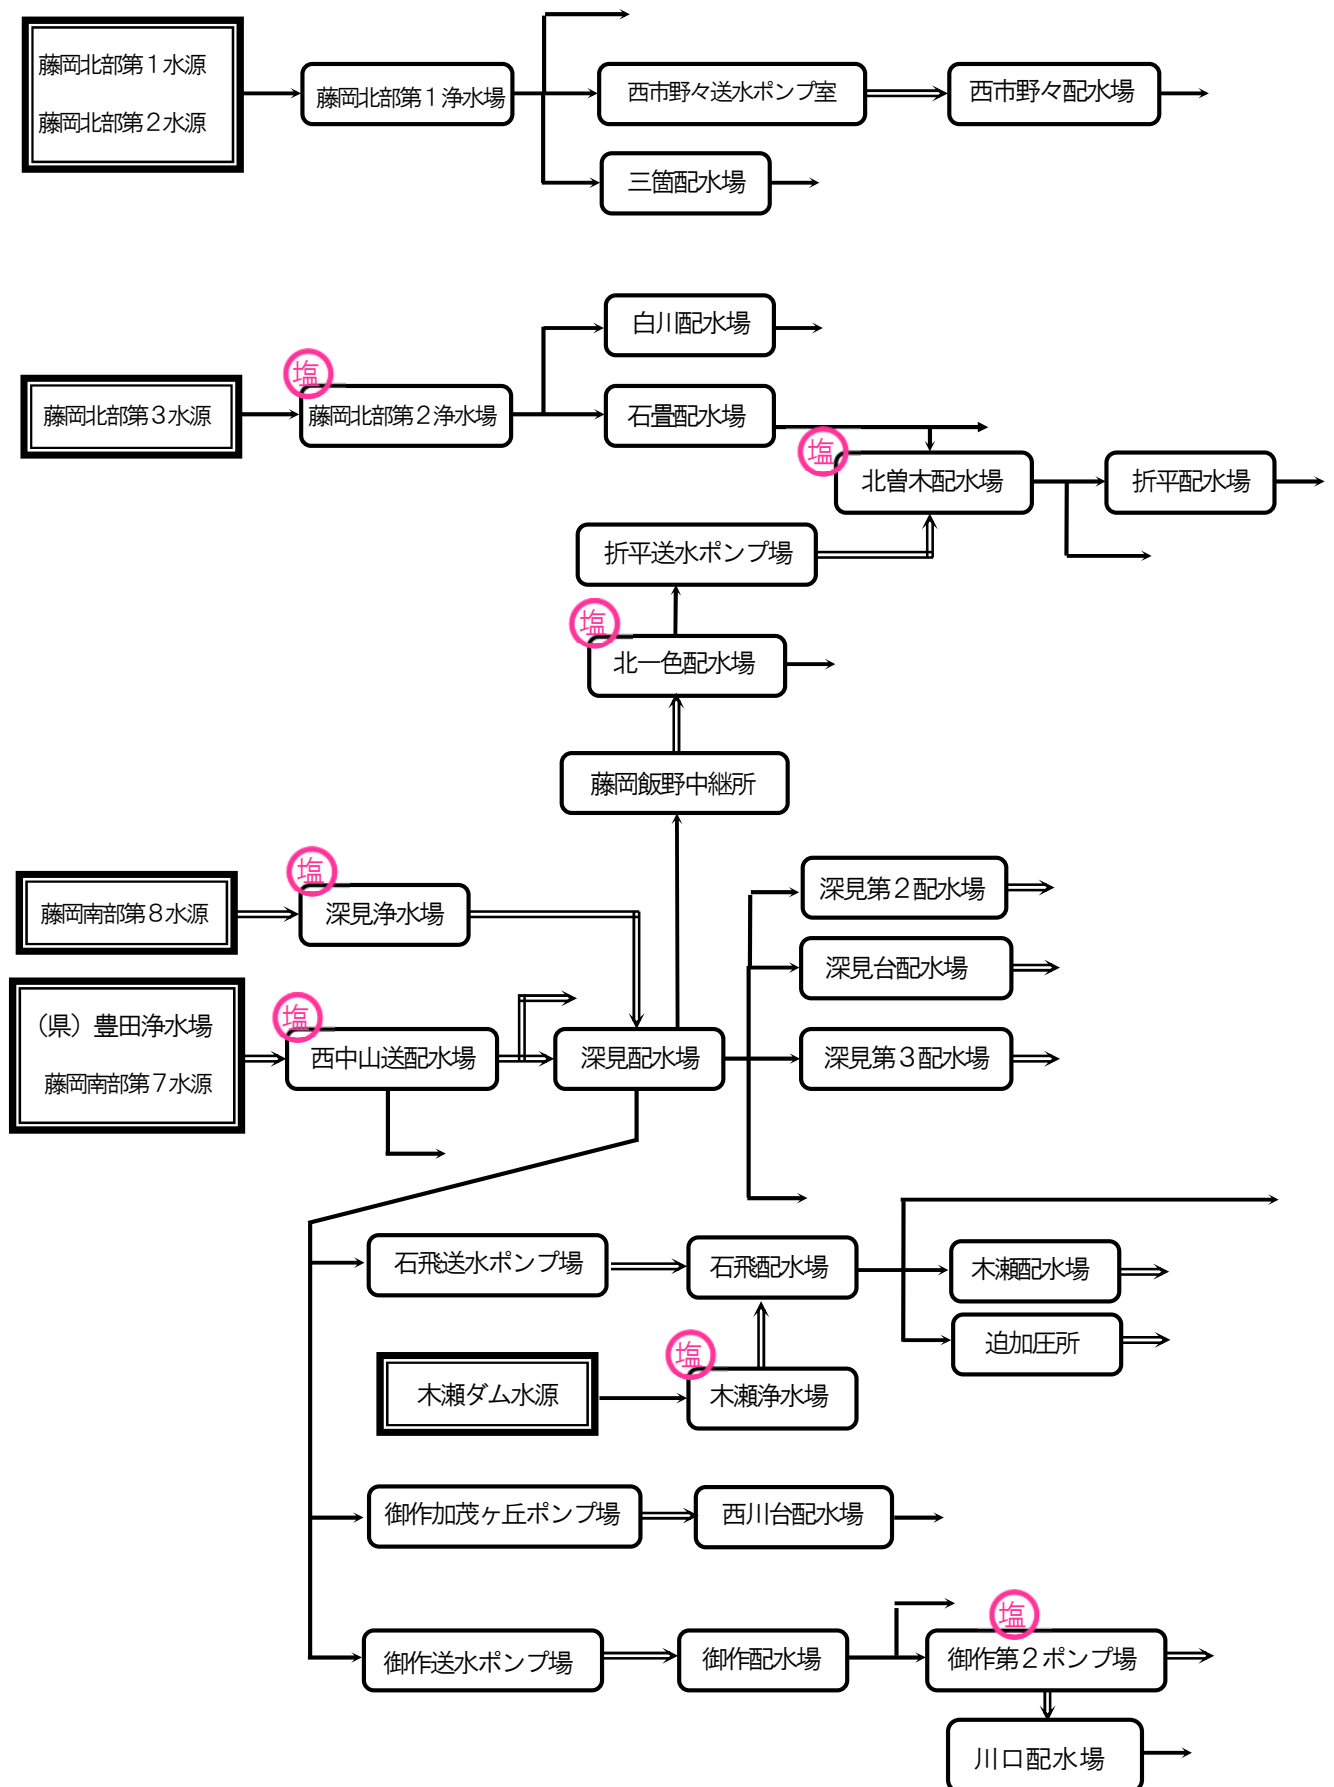 藤岡北部第１水源
藤岡北部第２水源
藤岡北部第１浄水場
西市野々送水ポンプ室
西市野々配水場
三箇配水場
藤岡北部第３水源
塩
藤岡北部第２浄水場
白川配水場
石畳配水場
塩
北曽木配水場
折平配水場
折平送水ポンプ場
塩
北一色配水場
藤岡飯野中継所
藤岡南部第８水源
塩
深見浄水場
深見第２配水場
深見台配水場
（県）豊田浄水場
藤岡南部第７水源
塩
西中山送配水場
深見配水場
深見第３配水場
石飛送水ポンプ場
石飛配水場
木瀬配水場
迫加圧所
木瀬ダム水源
塩
木瀬浄水場
御作加茂ヶ丘ポンプ場
西川台配水場
御作送水ポンプ場
御作配水場
塩
御作第２ポンプ場
川口配水場